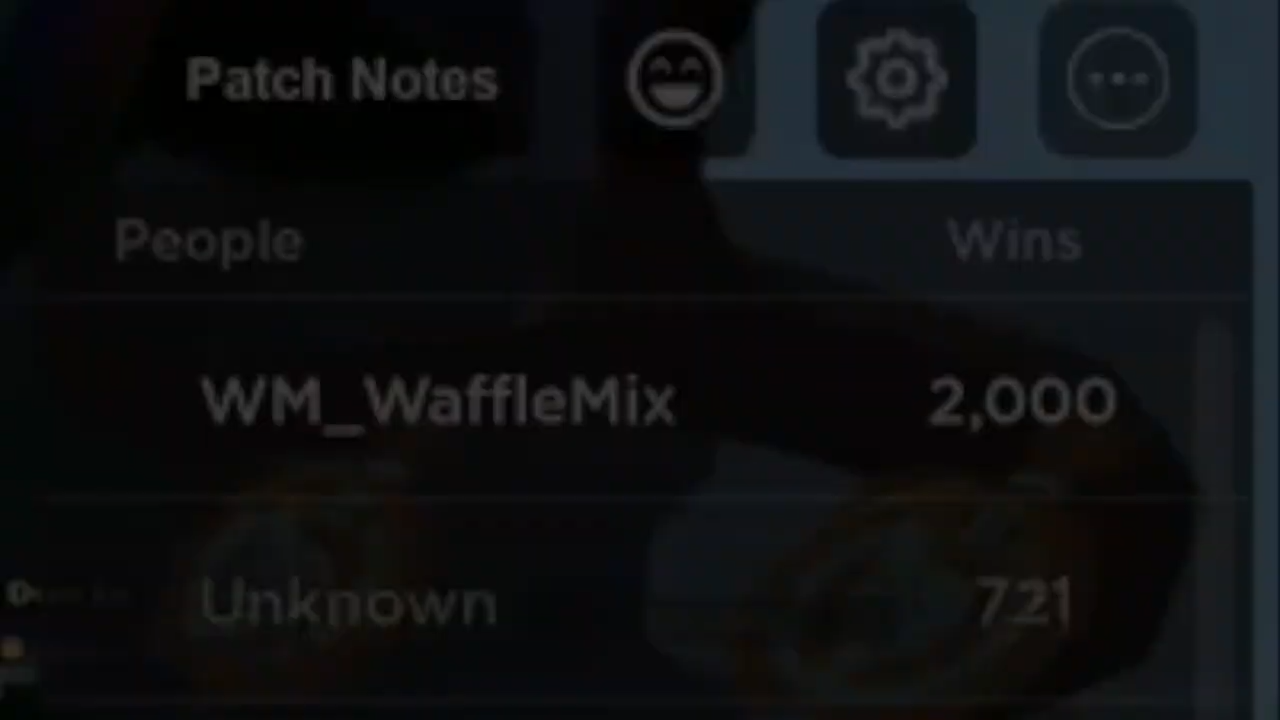 Patch Notes
People Wins
WM_WaffleMix 2,000
Unknown 721